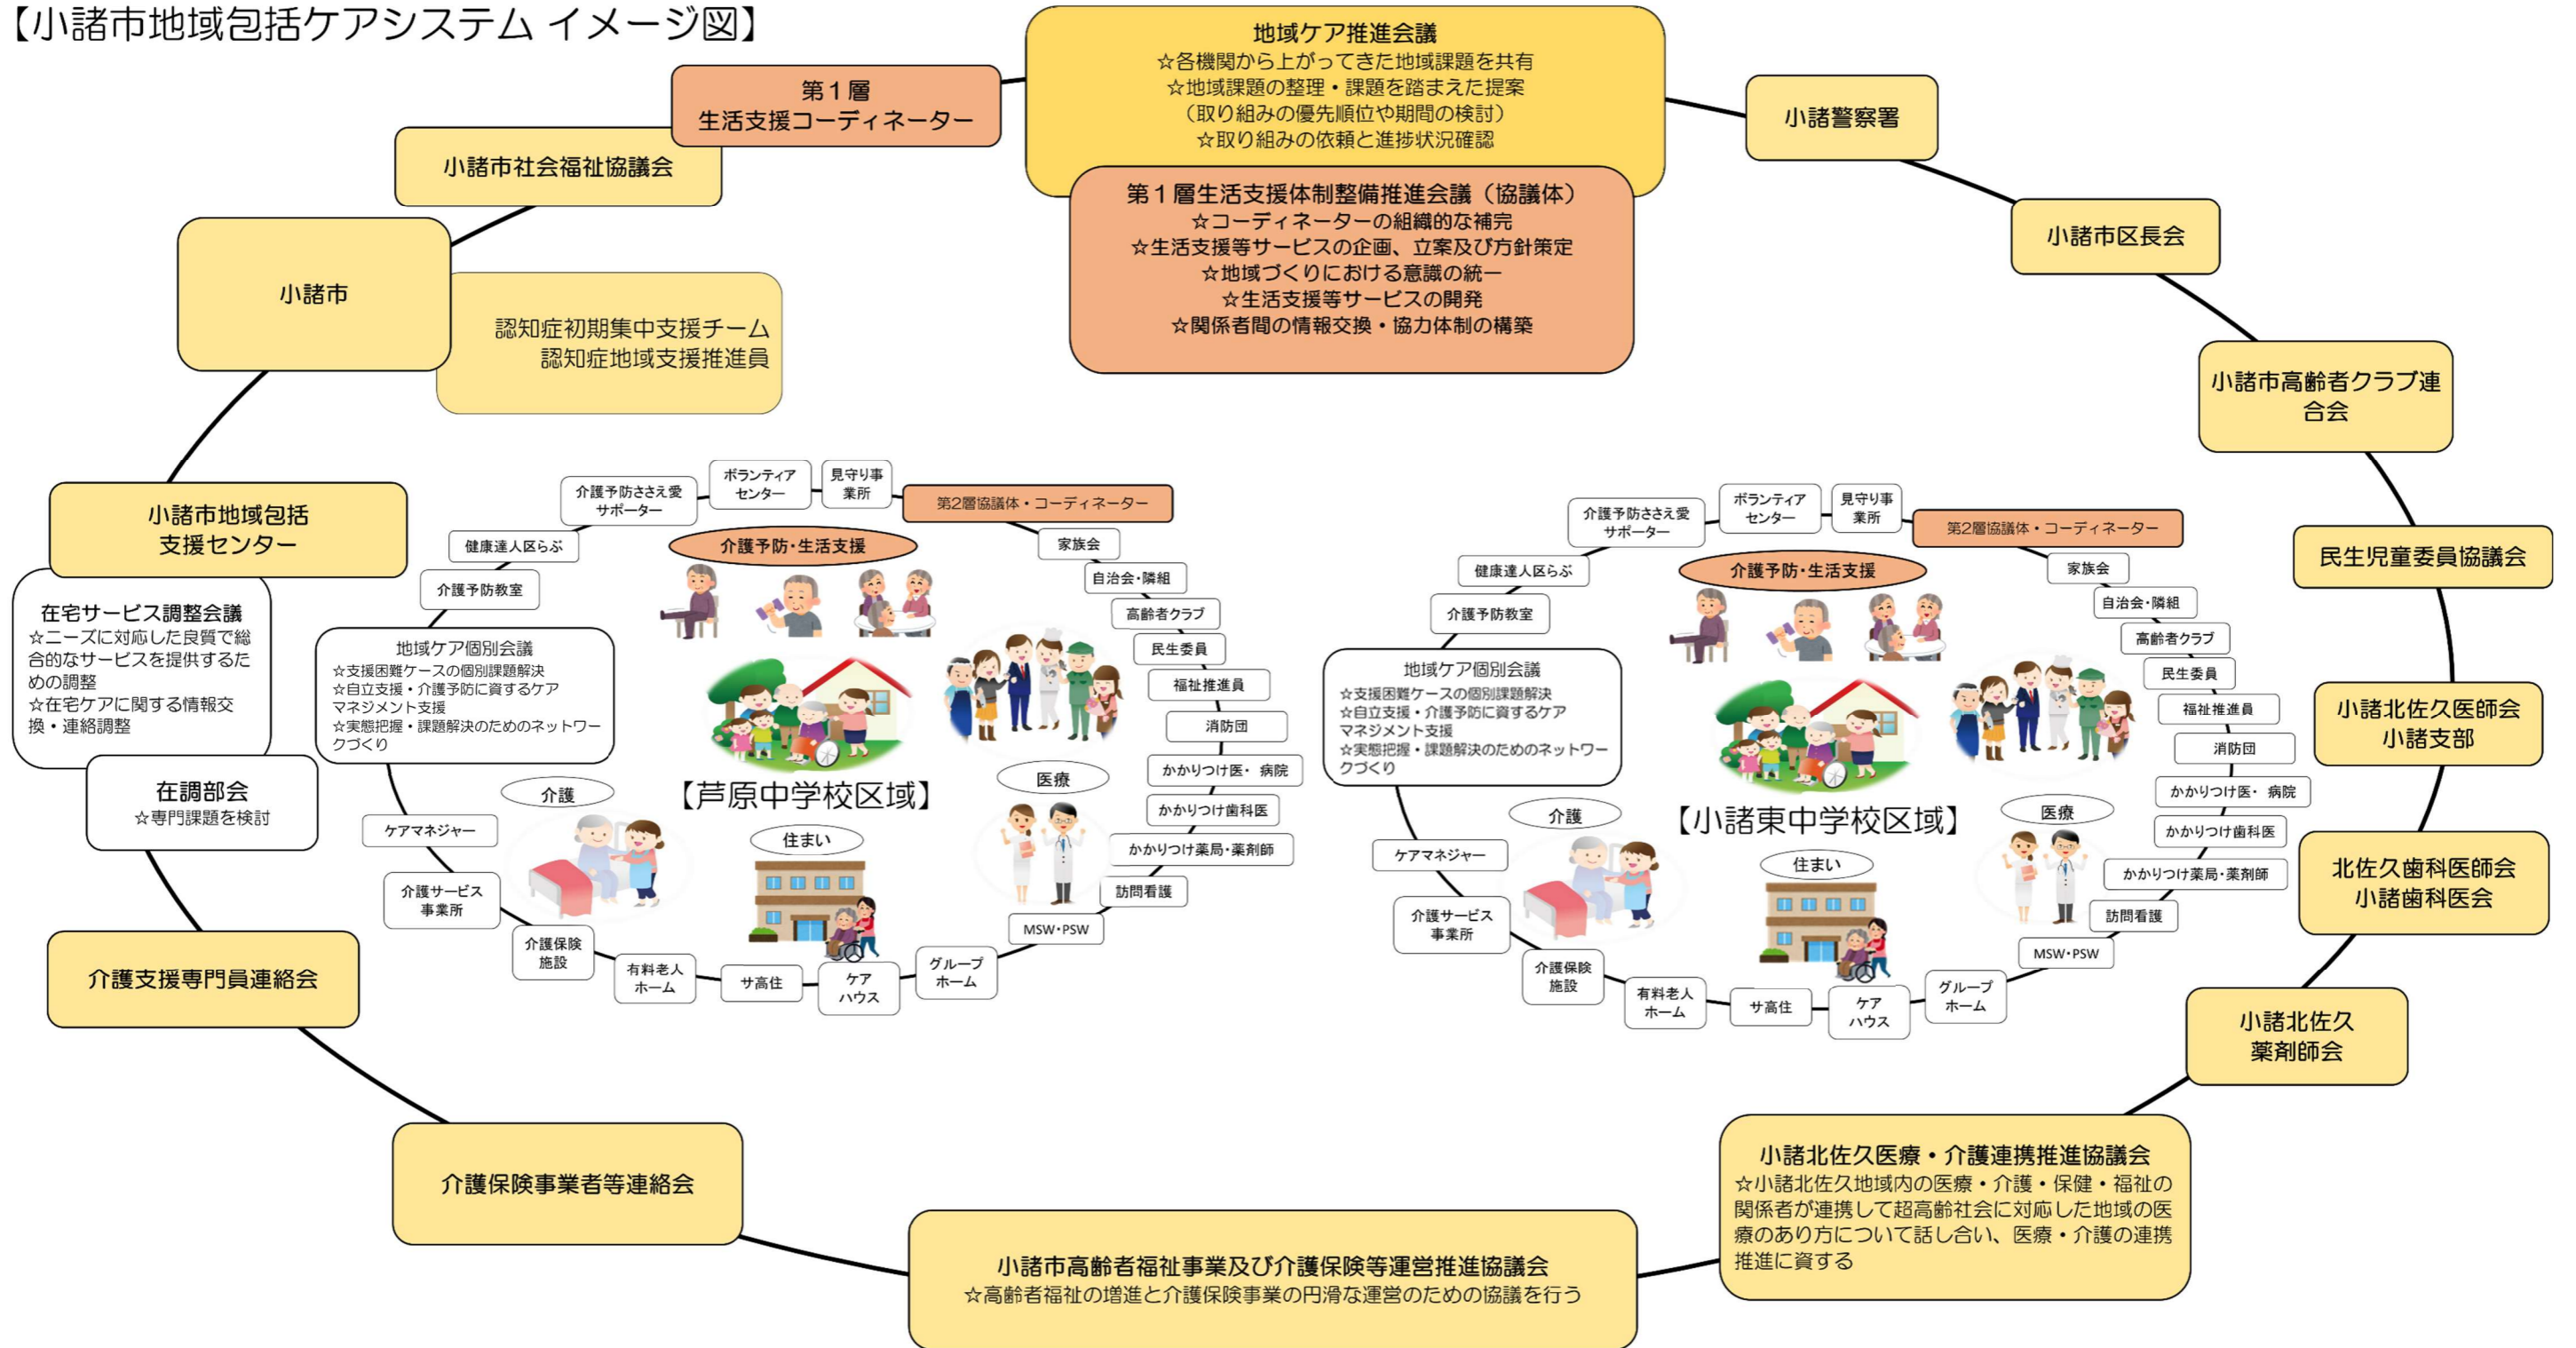 【小諸市地域包括ケアシステム イメージ図】
地域ケア推進会議
☆各機関から上がってきた地域課題を共有
☆地域課題の整理・課題を踏まえた提案
（取り組みの優先順位や期間の検討）
☆取り組みの依頼と進捗状況確認
第１層生活支援体制整備推進会議（協議体）
☆コーディネーターの組織的な補完
☆生活支援等サービスの企画、立案及び方針策定
☆地域づくりにおける意識の統一
☆生活支援等サービスの開発
☆関係者間の情報交換・協力体制の構築
第１層
生活支援コーディネーター
小諸市社会福祉協議会
小諸市
認知症初期集中支援チーム
認知症地域支援推進員
小諸市地域包括
支援センター
在宅サービス調整会議
☆ニーズに対応した良質で総
合的なサービスを提供するた
めの調整
☆在宅ケアに関する情報交
換・連絡調整
在調部会
☆専門課題を検討
介護支援専門員連絡会
介護保険事業者等連絡会
小諸市高齢者福祉事業及び介護保険等運営推進協議会
☆高齢者福祉の増進と介護保険事業の円滑な運営のための協議を行う
小諸北佐久医療・介護連携推進協議会
☆小諸北佐久地域内の医療・介護・保健・福祉の
関係者が連携して超高齢社会に対応した地域の医
療のあり方について話し合い、医療・介護の連携
推進に資する
小諸北佐久
薬剤師会
北佐久歯科医師会
小諸歯科医会
小諸北佐久医師会
小諸支部
民生児童委員協議会
小諸市高齢者クラブ連
合会
小諸市区長会
小諸警察署
介護予防ささえ愛
サポーター
ボランティア
センター
見守り事
業所
第2層協議体・コーディネーター
健康達人区らぶ
介護予防教室
介護予防・生活支援
家族会
自治会・隣組
高齢者クラブ
民生委員
福祉推進員
消防団
かかりつけ医・ 病院
かかりつけ歯科医
かかりつけ薬局・薬剤師
訪問看護
MSW・PSW
地域ケア個別会議
☆支援困難ケースの個別課題解決
☆自立支援・介護予防に資するケア
マネジメント支援
☆実態把握・課題解決のためのネットワー
クづくり
介護
【芦原中学校区域】
医療
住まい
ケアマネジャー
介護サービス
事業所
介護保険
施設
有料老人
ホーム
サ高住
ケア
ハウス
グループ
ホーム
介護予防ささえ愛
サポーター
ボランティア
センター
見守り事
業所
第2層協議体・コーディネーター
健康達人区らぶ
介護予防教室
介護予防・生活支援
家族会
自治会・隣組
高齢者クラブ
民生委員
福祉推進員
消防団
かかりつけ医・ 病院
かかりつけ歯科医
かかりつけ薬局・薬剤師
訪問看護
MSW・PSW
地域ケア個別会議
☆支援困難ケースの個別課題解決
☆自立支援・介護予防に資するケア
マネジメント支援
☆実態把握・課題解決のためのネットワー
クづくり
介護
【小諸東中学校区域】
医療
住まい
ケアマネジャー
介護サービス
事業所
介護保険
施設
有料老人
ホーム
サ高住
ケア
ハウス
グループ
ホーム